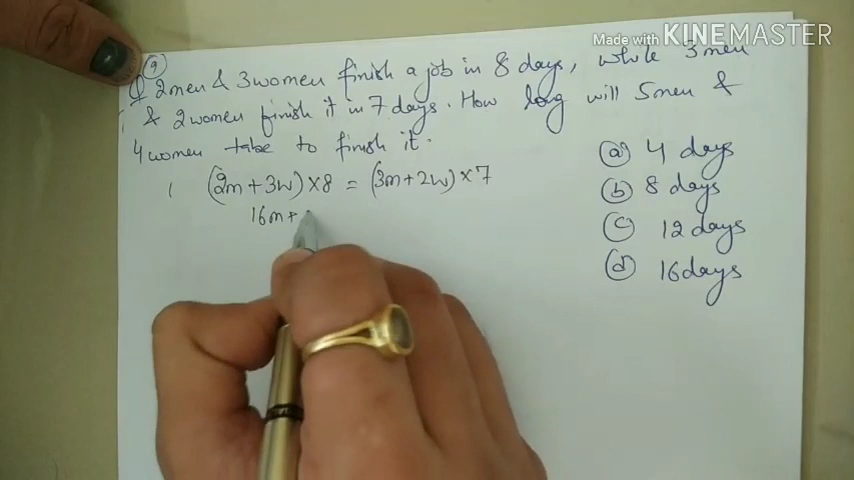 Made with KINEMASTER
9
If 2men & 3women finish a job in 8 days, while 3men
& 2women finish it in 7 days. How long will 5men &
4women take to finish it.
(2m+3w)×8 = (3m+2w)×7
16m+
(a) 4 days
(b) 8 days
(c) 12 days
(d) 16days